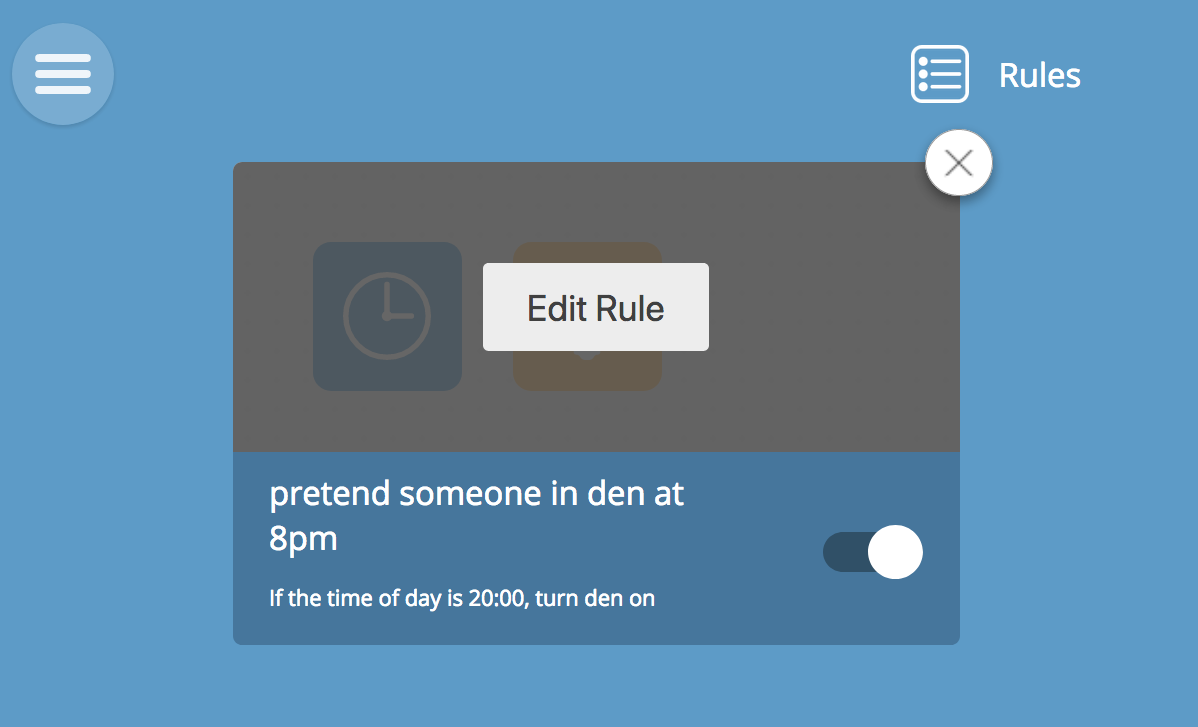 Rules
Edit Rule
pretend someone in den at
8pm
If the time of day is 20:00, turn den on